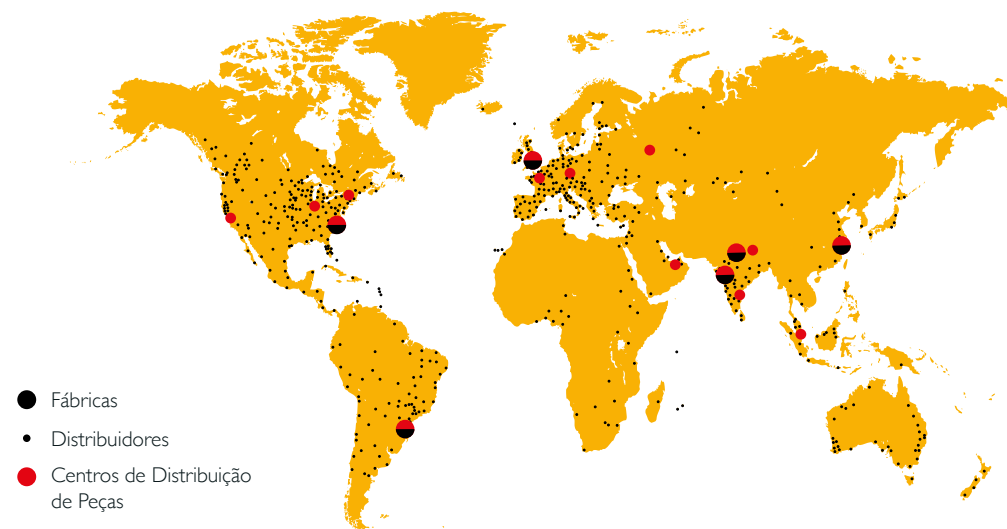 Fábricas
Distribuidores
Centros de Distribuição
de Peças